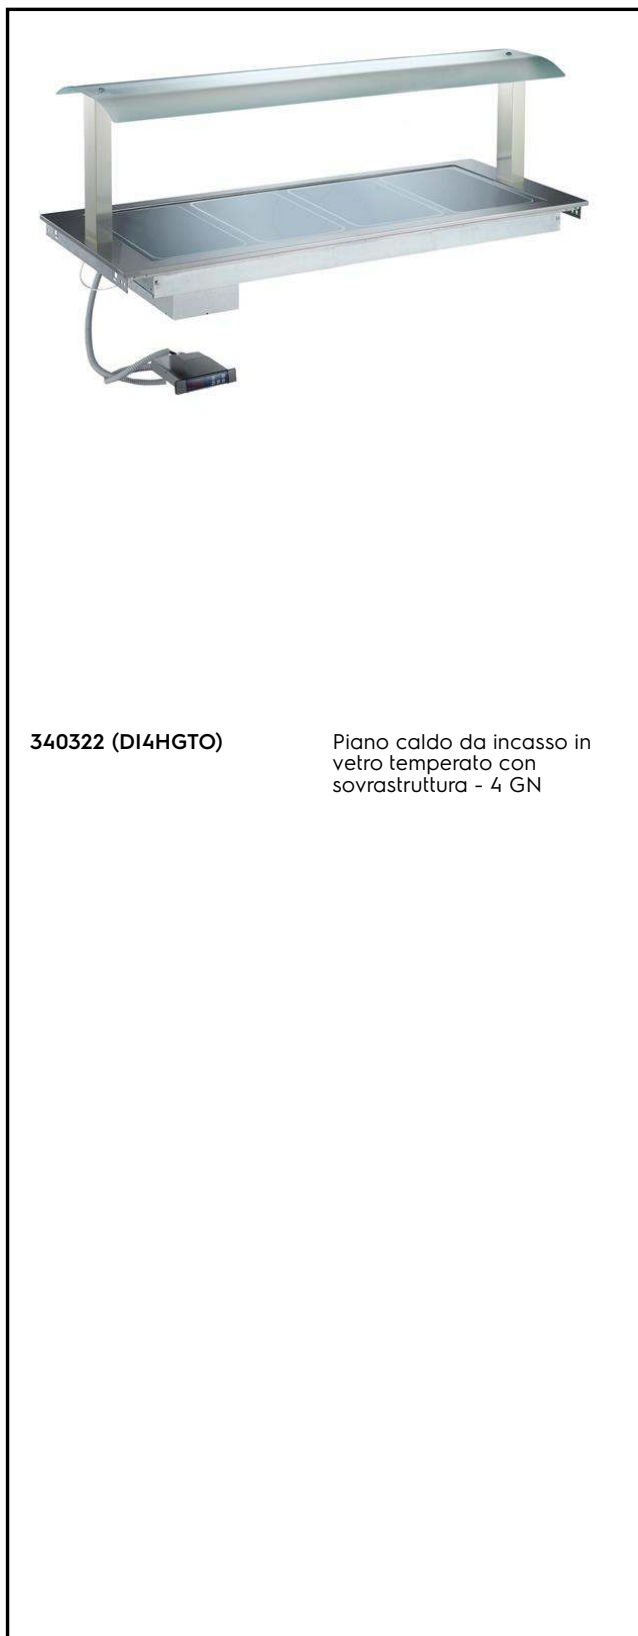 340322 (DI4HGTO)
Piano caldo da incasso in
vetro temperato con
sovrastruttura - 4 GN